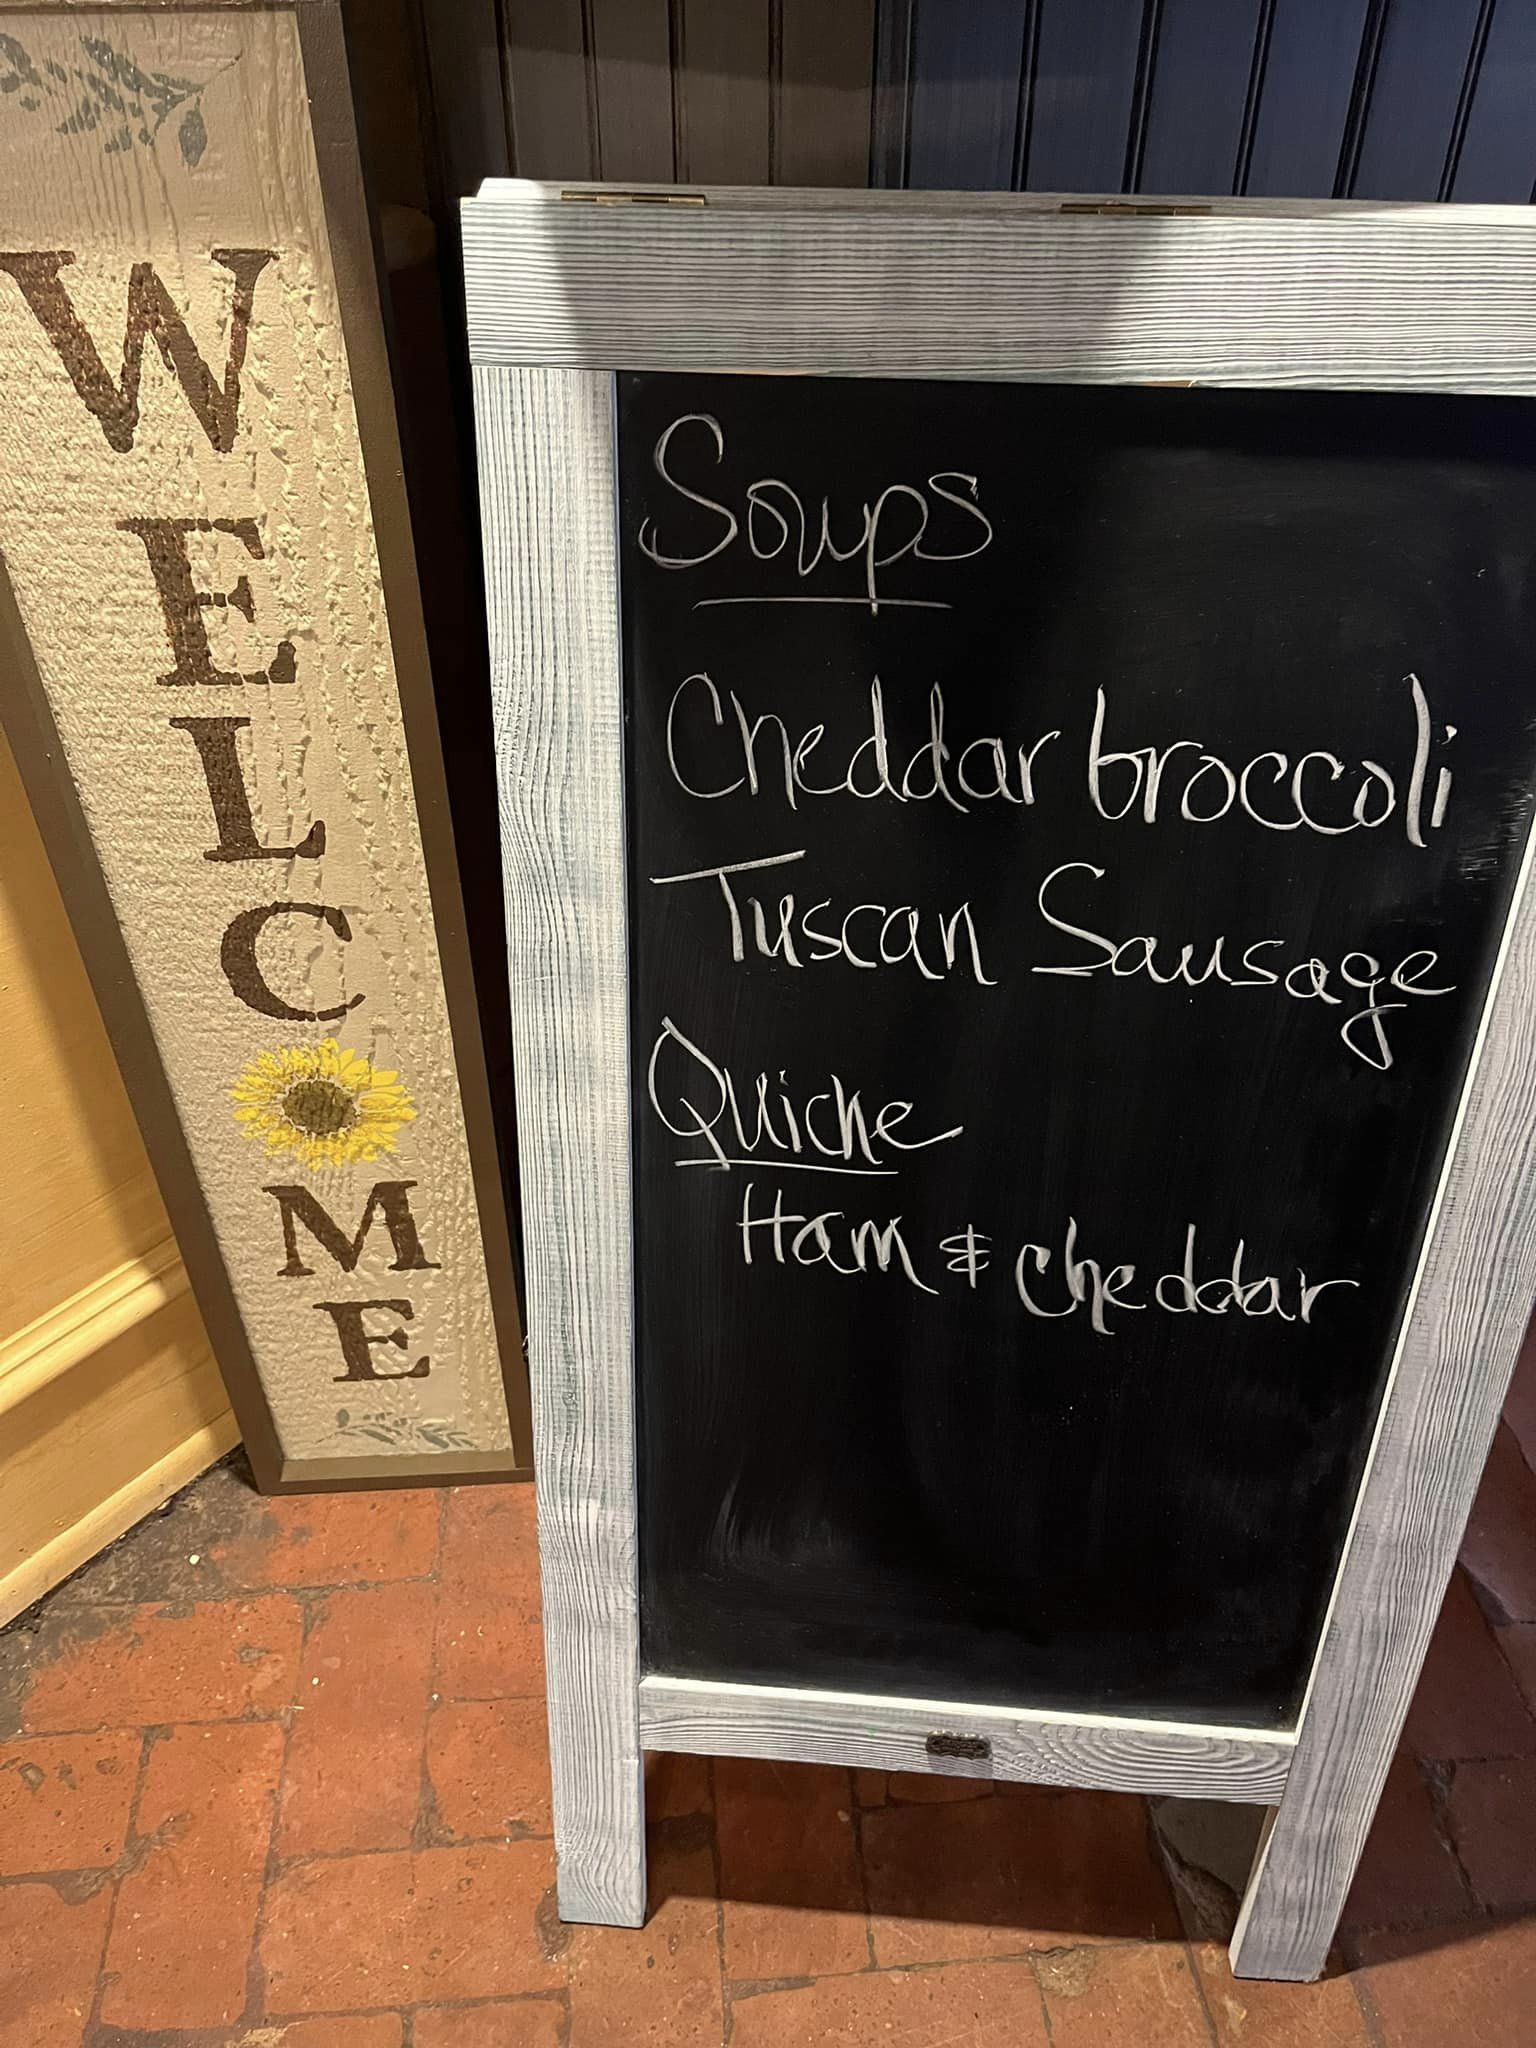 WELCOME
Soups
Cheddar broccoli
Tuscan Sausage
Quiche
Ham & cheddar